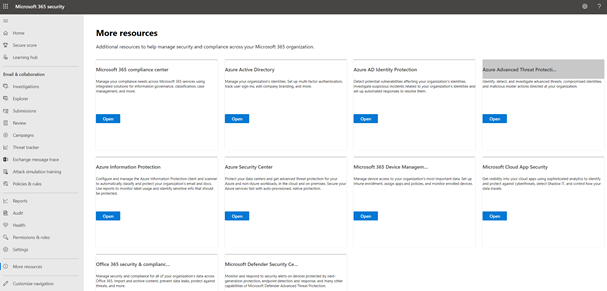 Microsoft 365 security
?
Home
Secure score
Learning hub
Email & collaboration
Investigations
Explorer
Submissions
Review
Campaigns
Threat tracker
Exchange message trace
Attack simulation training
Policies & rules
Reports
Audit
Health
Permissions & roles
Settings
More resources
Customize navigation
More resources
Additional resources to help manage security and compliance across your Microsoft 365 organization.
Microsoft 365 compliance center
Manage your compliance needs across Microsoft 365 services using
integrated solutions for information governance, classification, case
management, and more.
Open
Azure Active Directory
Manage your organization's identities. Set up multi-factor authentication,
track user sign-ins, edit company branding, and more.
Open
Azure AD Identity Protection
Detect potential vulnerabilities affecting your organization's identities.
Investigate suspicious incidents related to your organization's identities and
set up automated responses to resolve them.
Open
Azure Advanced Threat Protecti...
Identify, detect, and investigate advanced threats, compromised identities,
and malicious insider actions directed at your organization.
Open
Azure Information Protection
Configure and manage the Azure Information Protection client and scanner
to automatically classify and protect your organization's email and docs.
Use reports to monitor label usage and identify sensitive info that should
be protected.
Open
Azure Security Center
Protect your data centers and get advanced threat protection for your
Azure and non-Azure workloads, in the cloud and on premises. Secure your
Azure services fast with auto-provisioned, native protection.
Open
Microsoft 365 Device Managem...
Manage device access to your organization's most important data. Set up
Intune enrollment, assign apps and policies, and monitor enrolled devices.
Open
Microsoft Cloud App Security
Get visibility into your cloud apps using sophisticated analytics to identify
and protect against cyberthreats, detect Shadow IT, and control how your
data travels.
Open
Office 365 security & complianc...
Manage security and compliance for all of your organization's data across
Office 365. Import and archive content, prevent data leaks, protect against
threats, and more.
Microsoft Defender Security Ce...
Monitor and respond to security alerts on devices protected by next-
generation protection, endpoint detection and response, and many other
capabilities of Microsoft Defender Advanced Threat Protection.